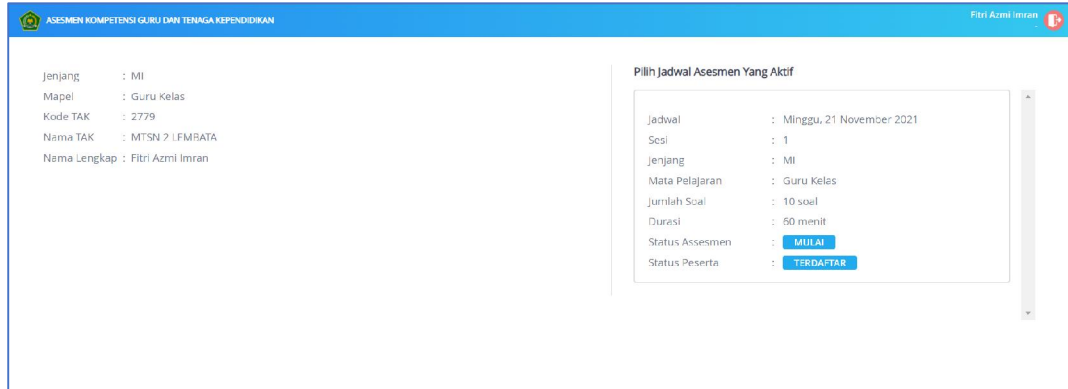 ASESMEN KOMPETENSI GURU DAN TENAGA KEPENDIDIKAN
Fitri Azmi Imran
-
Jenjang : MI
Mapel : Guru Kelas
Kode TAK : 2779
Nama TAK : MTSN 2 LEMBATA
Nama Lengkap : Fitri Azmi Imran
Pilih Jadwal Asesmen Yang Aktif
Jadwal : Minggu, 21 November 2021
Sesi : 1
Jenjang : MI
Mata Pelajaran : Guru Kelas
Jumlah Soal : 10 soal
Durasi : 60 menit
Status Assesmen : MULAI
Status Peserta : TERDAFTAR